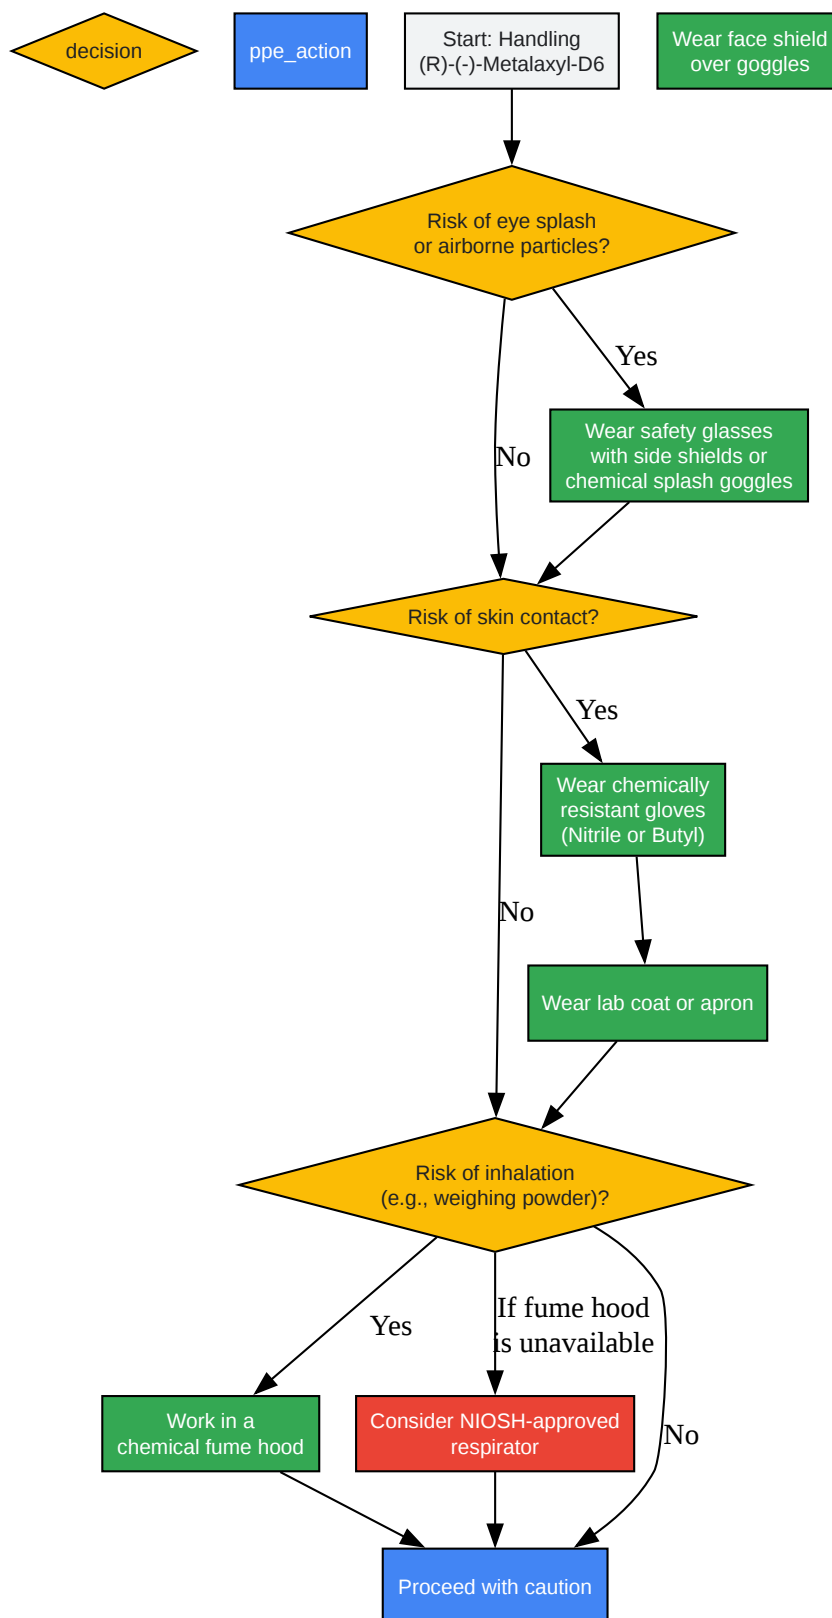 decision
ppe_action
Start: Handling
(R)-(-)-Metalaxyl-D6
Wear face shield
over goggles
Risk of eye splash
or airborne particles?
Yes
Wear safety glasses
with side shields or
chemical splash goggles
No
Risk of skin contact?
Yes
Wear chemically
resistant gloves
(Nitrile or Butyl)
No
Wear lab coat or apron
Risk of inhalation
(e.g., weighing powder)?
Yes
If fume hood
is unavailable
No
Work in a
chemical fume hood
Consider NIOSH-approved
respirator
Proceed with caution